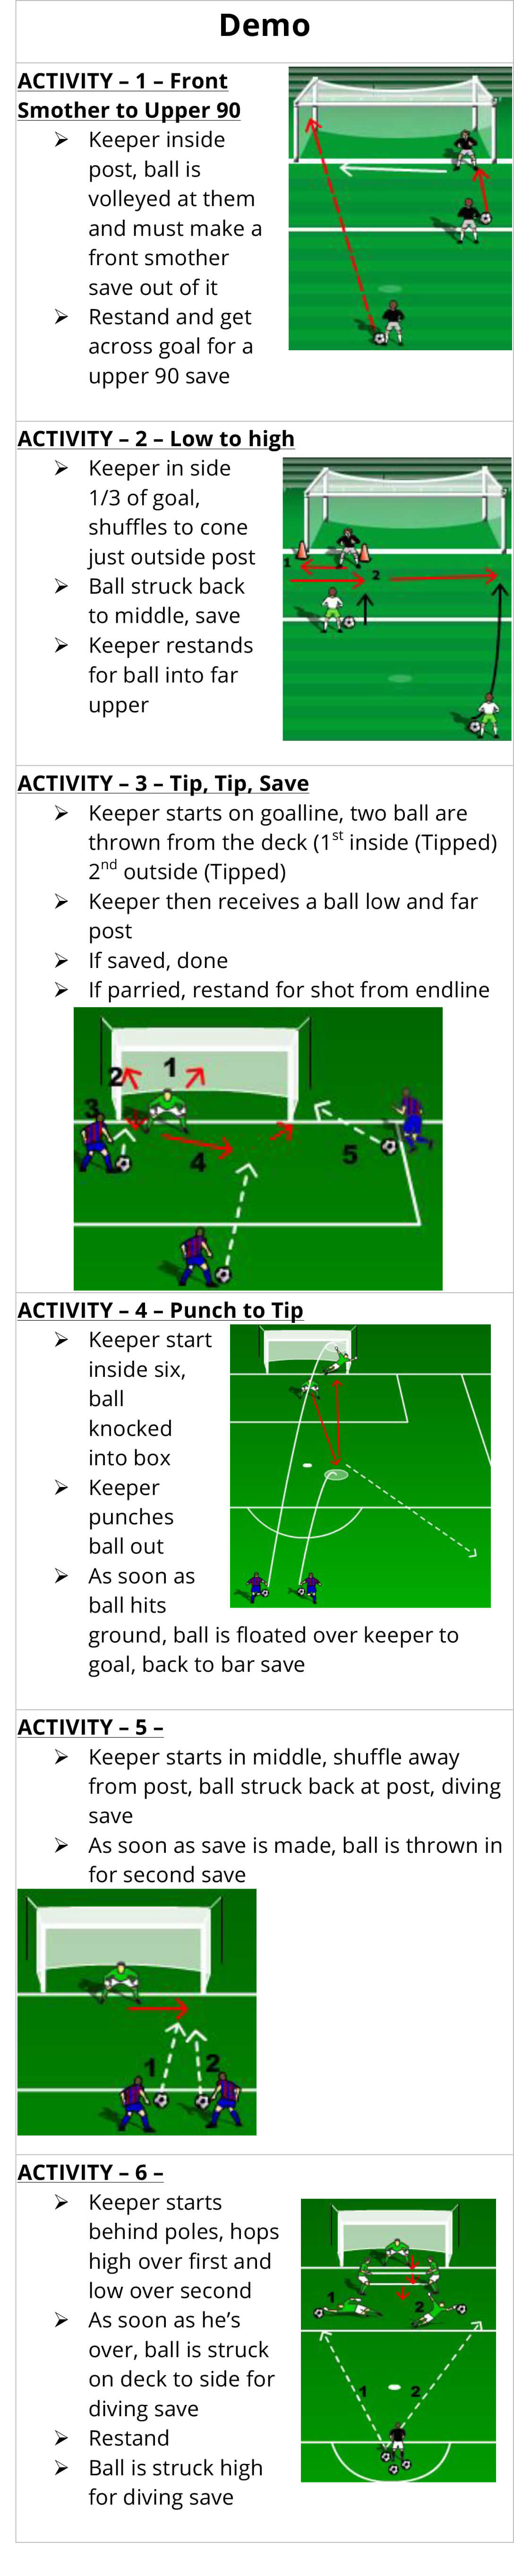 Demo
ACTIVITY – 1 – Front
Smother to Upper 90
➢ Keeper inside
post, ball is
volleyed at them
and must make a
front smother
save out of it
➢ Restand and get
across goal for a
upper 90 save
ACTIVITY – 2 – Low to high
➢ Keeper in side
1/3 of goal,
shuffles to cone
just outside post
➢ Ball struck back
to middle, save
➢ Keeper restands
for ball into far
upper
1
2
ACTIVITY – 3 – Tip, Tip, Save
➢ Keeper starts on goalline, two ball are
thrown from the deck (1st inside (Tipped)
2nd outside (Tipped)
➢ Keeper then receives a ball low and far
post
➢ If saved, done
➢ If parried, restand for shot from endline
2 1
3
4 5
ACTIVITY – 4 – Punch to Tip
➢ Keeper start
inside six,
ball
knocked
into box
➢ Keeper
punches
ball out
➢ As soon as
ball hits
ground, ball is floated over keeper to
goal, back to bar save
ACTIVITY – 5 –
➢ Keeper starts in middle, shuffle away
from post, ball struck back at post, diving
save
➢ As soon as save is made, ball is thrown in
for second save
1 2
ACTIVITY – 6 –
➢ Keeper starts
behind poles, hops
high over first and
low over second
➢ As soon as he's
over, ball is struck
on deck to side for
diving save
➢ Restand
➢ Ball is struck high
for diving save
1 2
1 2